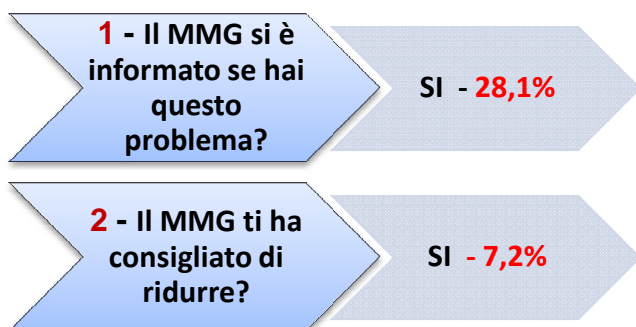 1 - Il MMG si è
informato se hai
questo
problema?
SI - 28,1%
2 - Il MMG ti ha
consigliato di
ridurre?
SI - 7,2%